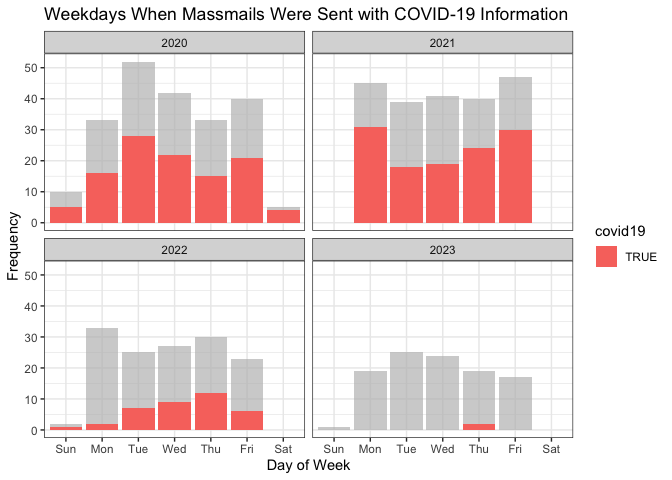 Weekdays When Massmails Were Sent with COVID-19 Information
2020
2021
50
40
30
20
10
0
2022
2023
50
40
30
20
10
0
Sun Mon Tue Wed Thu Fri Sat
Sun Mon Tue Wed Thu Fri Sat
Day of Week
Frequency
covid19
TRUE